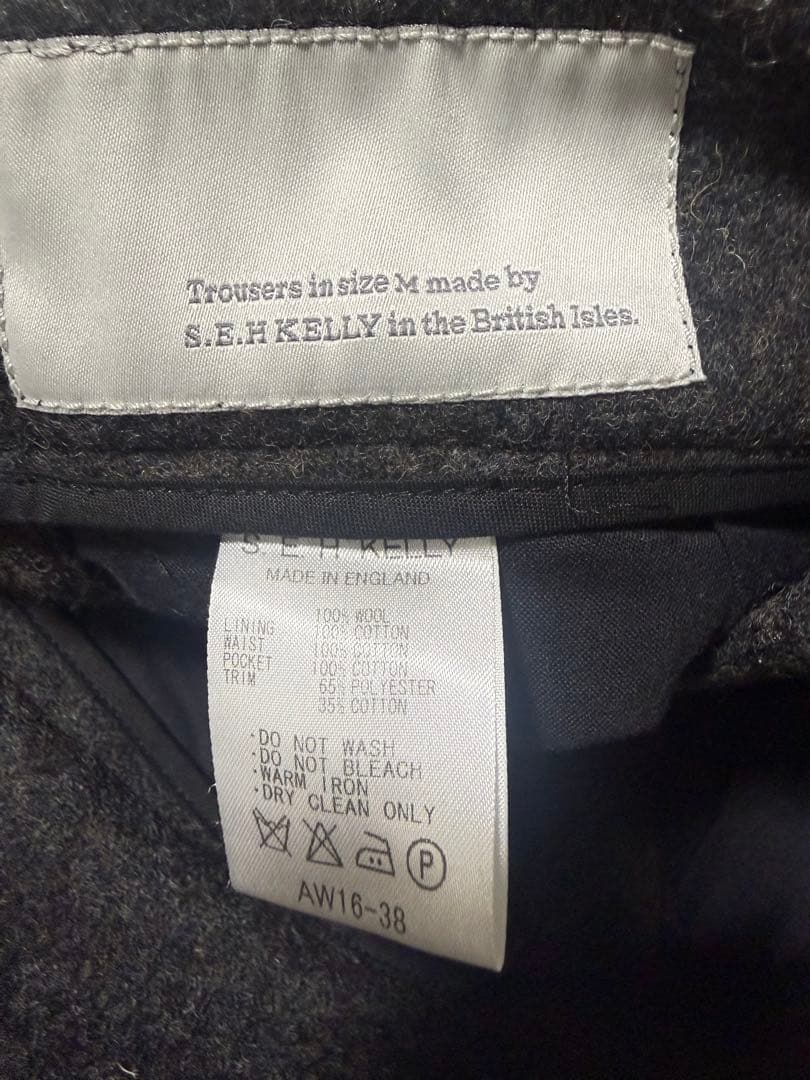 Trousers in size M made by
S.E.H KELLY in the British Isles.
S E H KELLY
MADE IN ENGLAND
100% WOOL
LINING 100% COTTON
WAIST 100% COTTON
POCKET 100% COTTON
TRIM 65% POLYESTER
35% COTTON
·DO NOT WASH
·DO NOT BLEACH
·WARM IRON
·DRY CLEAN ONLY
P
AW16-38